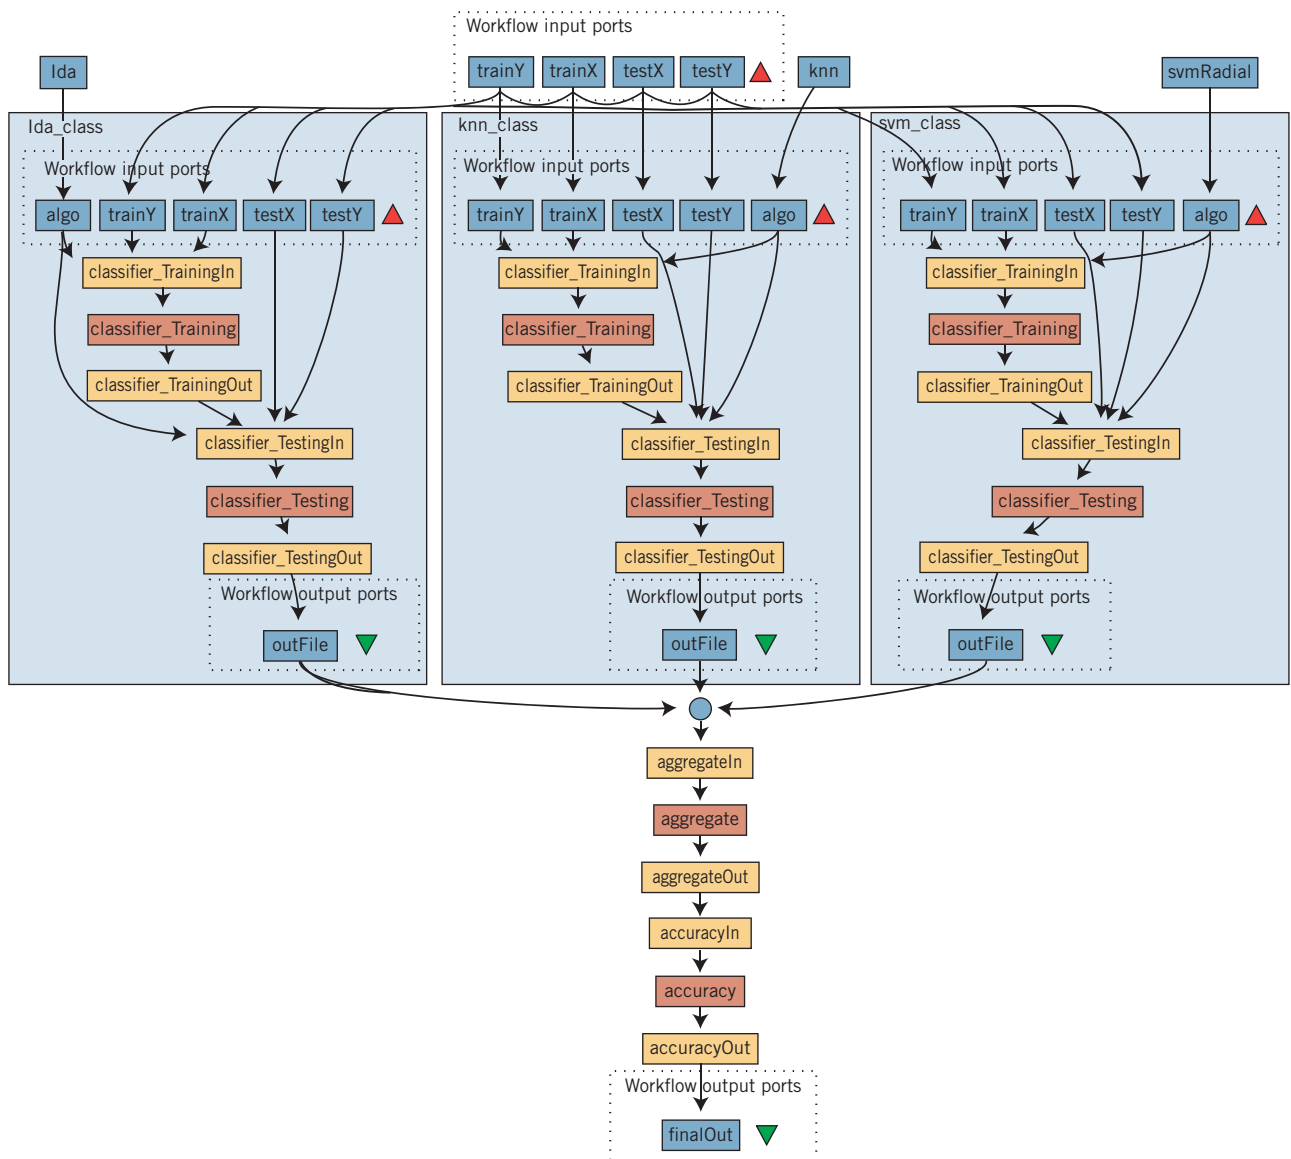 Workflow input ports
lda
trainY
trainX
testX
testY
knn
svmRadial
lda_class
knn_class
svm_class
Workflow input ports
Workflow input ports
Workflow input ports
algo
trainY
trainX
testX
testY
trainY
trainX
testX
testY
algo
trainY
trainX
testX
testY
algo
classifier_TrainingIn
classifier_TrainingIn
classifier_TrainingIn
classifier_Training
classifier_Training
classifier_Training
classifier_TrainingOut
classifier_TrainingOut
classifier_TrainingOut
classifier_TestingIn
classifier_TestingIn
classifier_TestingIn
classifier_Testing
classifier_Testing
classifier_Testing
classifier_TestingOut
classifier_TestingOut
classifier_TestingOut
Workflow output ports
Workflow output ports
Workflow output ports
outFile
outFile
outFile
aggregateIn
aggregate
aggregateOut
accuracyIn
accuracy
accuracyOut
Workflow output ports
finalOut